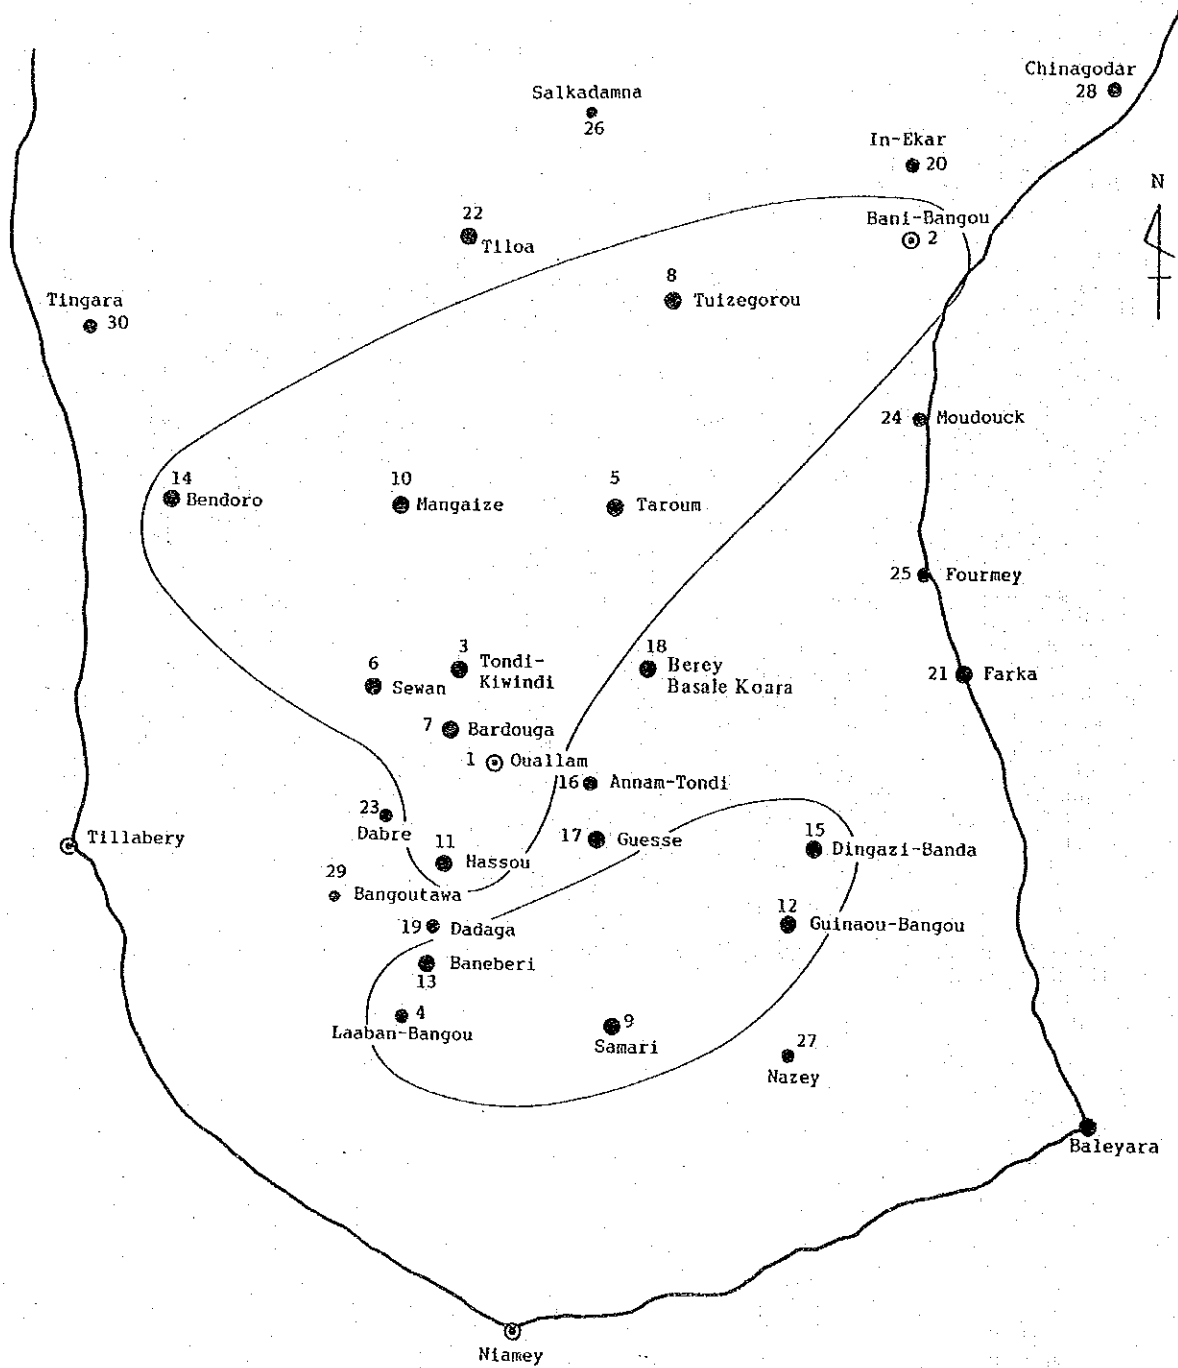 Chinagodar
28
Salkadamna
26
In-Ekar
20
N
22
Tiloa
Bani-Bangou
2
8
Tuizegorou
Tingara
30
24 Moudouck
14
Bendoro
10
Mangaize
5
Taroum
25 Fourmey
3
Tondi-
Kiwindi
18
Berey
Basale Koara
6
Sewan
21 Farka
7 Bardouga
1 Ouallam
16 Annam-Tondi
23
Dabre
Tillabery
17 Guesse
15
Dingazi-Banda
11
Hassou
29
Bangoutawa
12
Guinaou-Bangou
19 Dadaga
Baneberi
13
4
Laaban-Bangou
9
Samari
27
Nazey
Baleyara
Niamey